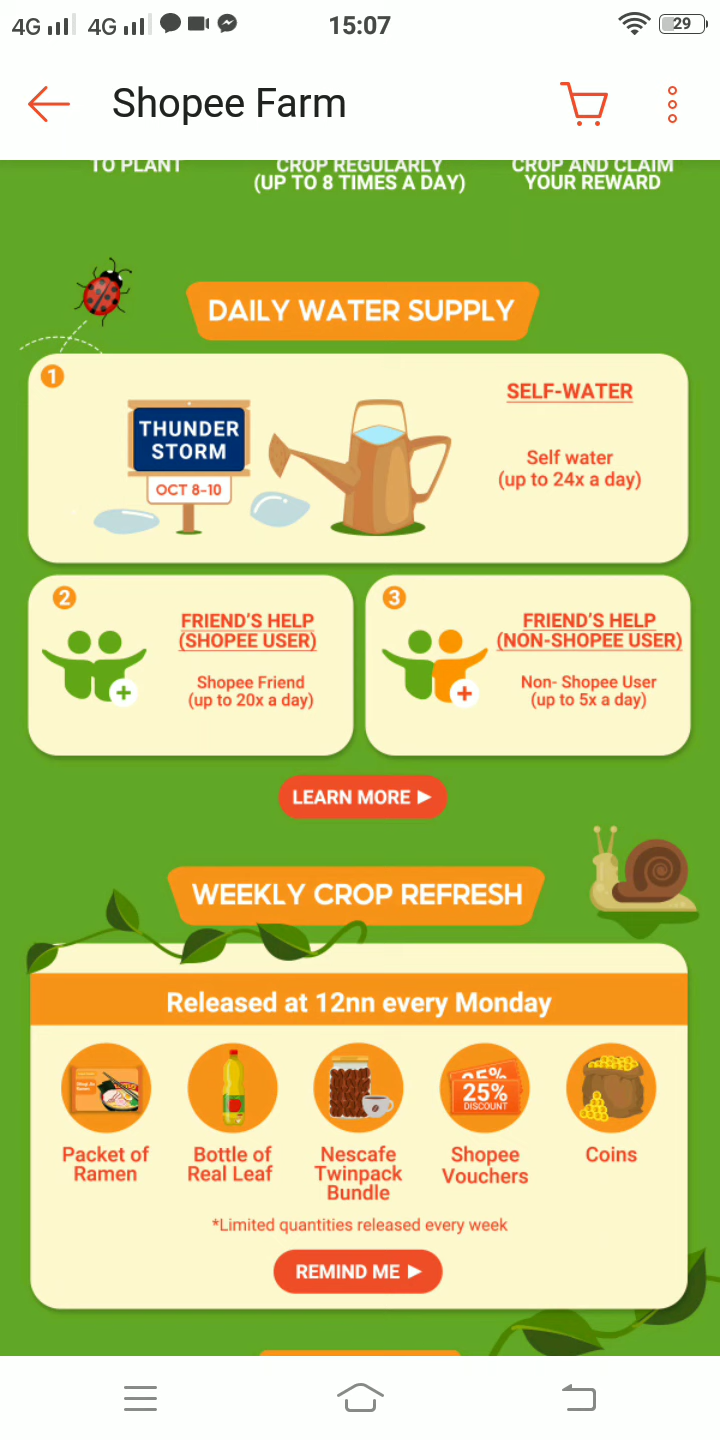 4G 4G 15:07 29
Shopee Farm
TO PLANT
CROP REGULARLY
(UP TO 8 TIMES A DAY)
CROP AND CLAIM
YOUR REWARD
DAILY WATER SUPPLY
1
THUNDER
STORM
OCT 8-10
SELF-WATER
Self water
(up to 24x a day)
2
FRIEND'S HELP
(SHOPEE USER)
Shopee Friend
(up to 20x a day)
3
FRIEND'S HELP
(NON-SHOPEE USER)
Non- Shopee User
(up to 5x a day)
LEARN MORE ▶
WEEKLY CROP REFRESH
Released at 12nn every Monday
25%
DISCOUNT
Packet of
Ramen
Bottle of
Real Leaf
Nescafe
Twinpack
Bundle
Shopee
Vouchers
Coins
*Limited quantities released every week
REMIND ME ▶